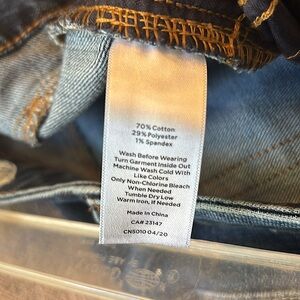 70% Cotton
29% Polyester
1% Spandex
Wash Before Wearing
Turn Garment Inside Out
Machine Wash Cold With
Like Colors
Only Non-Chlorine Bleach
When Needed
Tumble Dry Low
Warm Iron, If Needed
Made In China
CA# 23147
CN5010 04/20